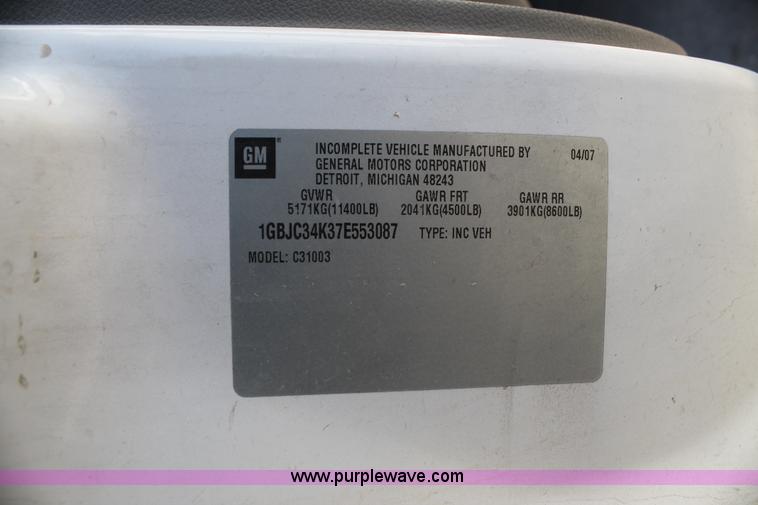 GM
INCOMPLETE VEHICLE MANUFACTURED BY 04/07
GENERAL MOTORS CORPORATION
DETROIT, MICHIGAN 48243
GVWR GAWR FRT GAWR RR
5171KG(11400LB) 2041KG(4500LB) 3901KG(8600LB)
1GBJC34K37E553087 TYPE: INC VEH
MODEL: C31003
www.purplewave.com